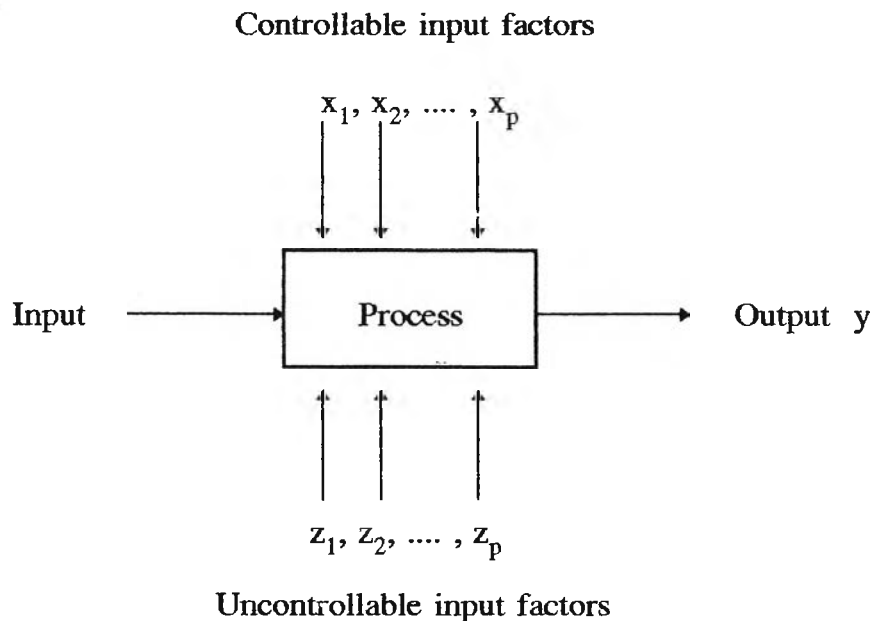 Controllable input factors
x₁, x₂, .... , xₚ
Input
Process
Output y
z₁, z₂, .... , zₚ
Uncontrollable input factors